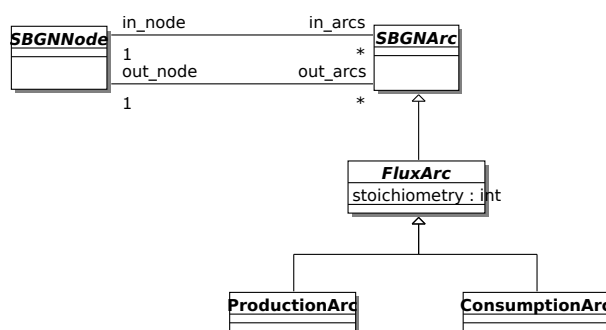 in_node in_arcs
SBGNNode SBGNArc
1 *
out_node out_arcs
1 *
FluxArc
stoichiometry : int
ProductionArc ConsumptionArc